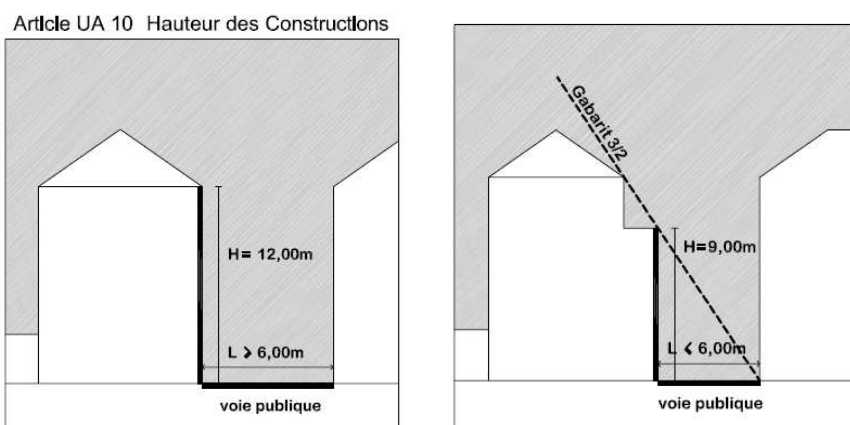 Article UA 10 Hauteur des Constructions
H= 12,00m
L > 6,00m
voie publique
Gabarit 3/2
H=9,00m
L < 6,00m
voie publique